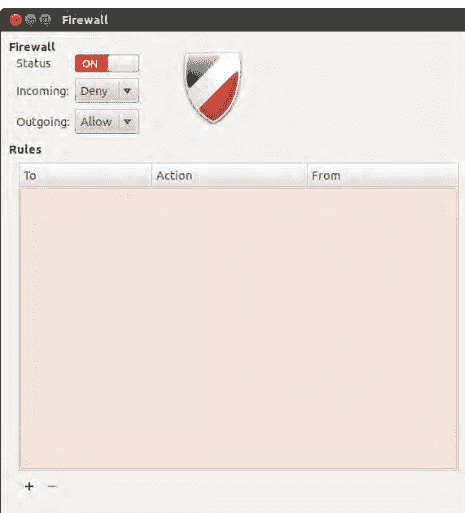 Firewall
Firewall
Status ON
Incoming: Deny
Outgoing: Allow
Rules
To Action From